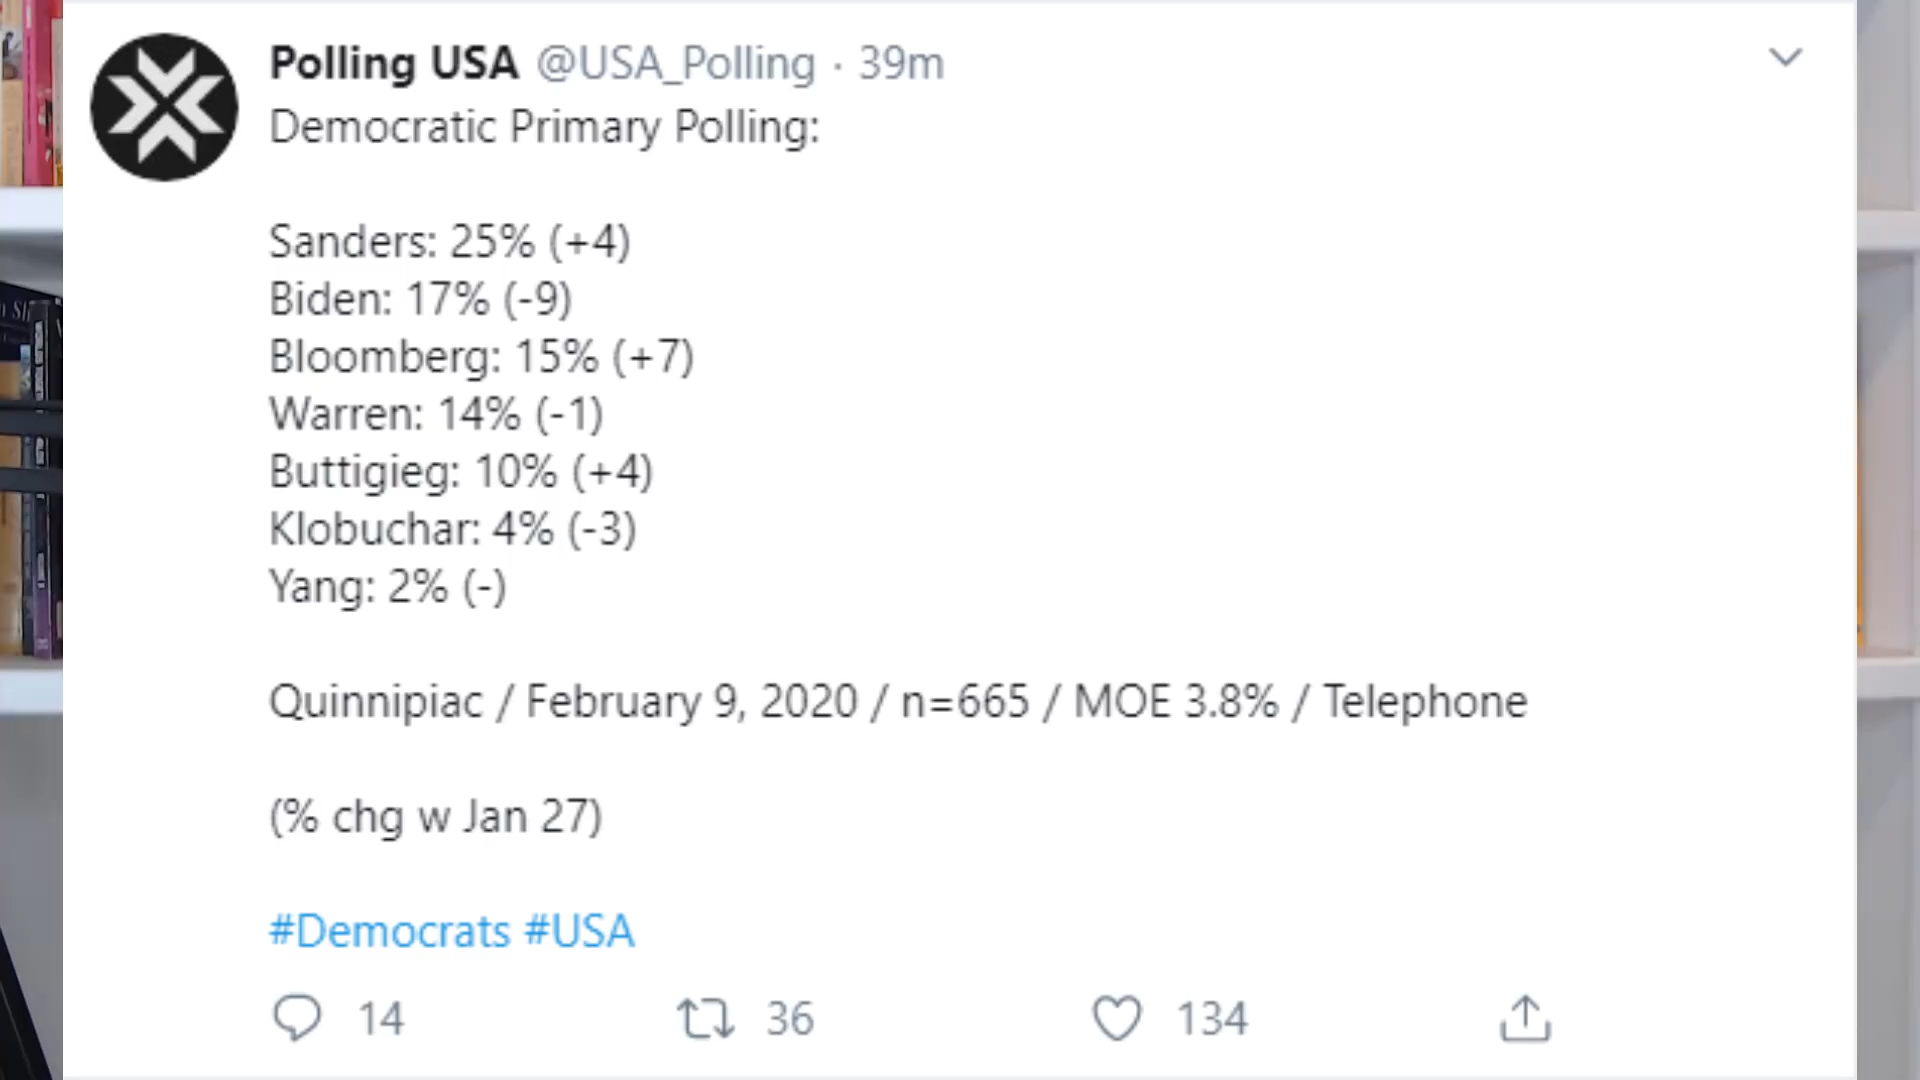 Polling USA @USA_Polling · 39m
Democratic Primary Polling:
Sanders: 25% (+4)
Biden: 17% (-9)
Bloomberg: 15% (+7)
Warren: 14% (-1)
Buttigieg: 10% (+4)
Klobuchar: 4% (-3)
Yang: 2% (-)
Quinnipiac / February 9, 2020 / n=665 / MOE 3.8% / Telephone
(% chg w Jan 27)
#Democrats #USA
14 36 134